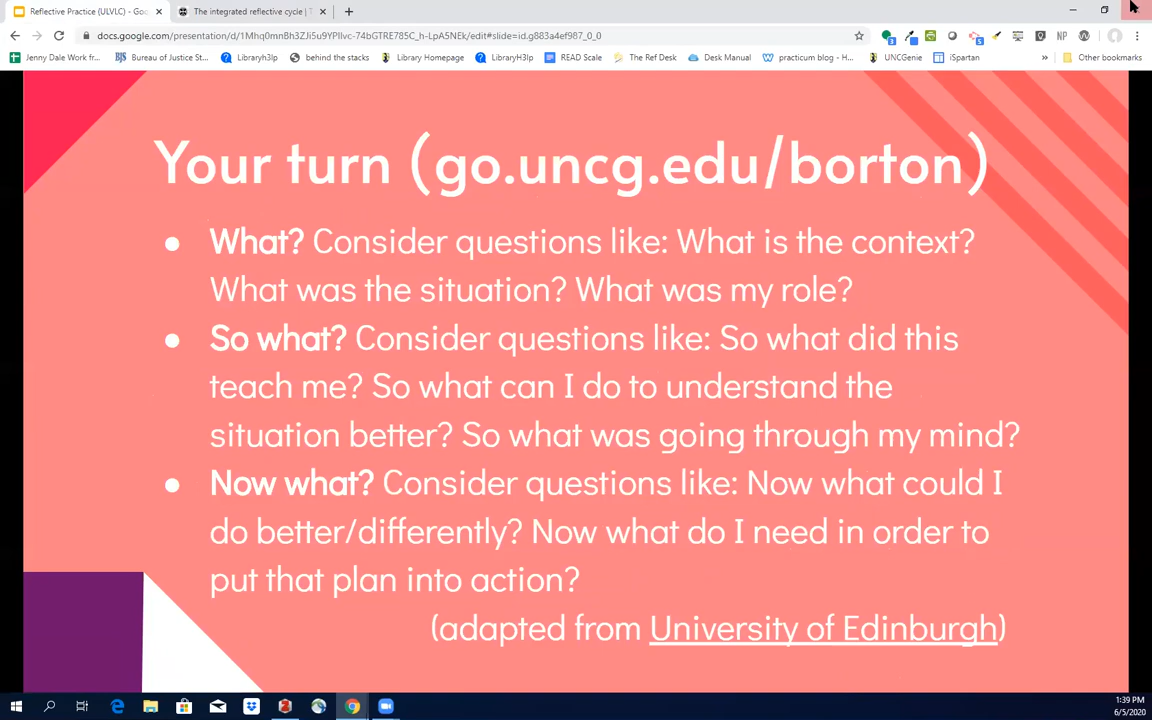 Reflective Practice (ULVLC) - Goo
The integrated reflective cycle | T
docs.google.com/presentation/d/1Mhq0mnBh3ZJi5u9YPIlvc-74bGTRE785C_h-LpA5NEk/edit#slide=id.g883a4ef987_0_0
Jenny Dale Work fr...
Bureau of Justice St...
Libraryh3lp
behind the stacks
Library Homepage
LibraryH3lp
READ Scale
The Ref Desk
Desk Manual
practicum blog - H...
UNCGenie
iSpartan
»
Other bookmarks
Your turn (go.uncg.edu/borton)
● What? Consider questions like: What is the context?
What was the situation? What was my role?
● So what? Consider questions like: So what did this
teach me? So what can I do to understand the
situation better? So what was going through my mind?
● Now what? Consider questions like: Now what could I
do better/differently? Now what do I need in order to
put that plan into action?
(adapted from University of Edinburgh)
1:39 PM
6/5/2020